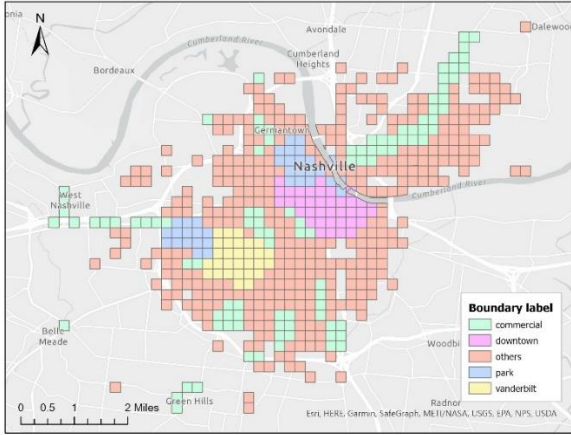 N
onia
Avondale
Dalewood
Cumberland River
Cumberland
Heights
Bordeaux
Germantown
Nashville
West
Nashville
Cumberland River
Belle
Meade
Green Hills
Woodbi
Radnor
Boundary label
commercial
downtown
others
park
vanderbilt
0 0.5 1 2 Miles
Esri, HERE, Garmin, SafeGraph, METI/NASA, USGS, EPA, NPS, USDA